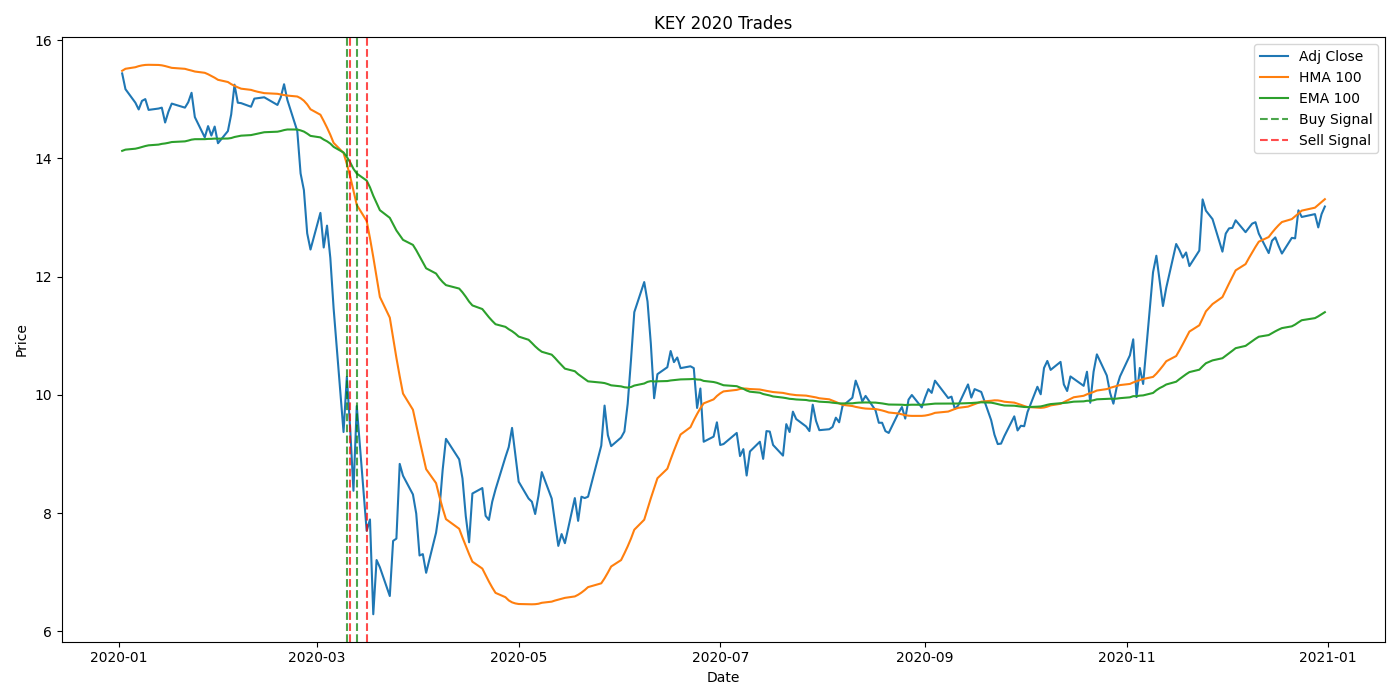 KEY 2020 Trades
16
14
12
10
8
6
Price
Adj Close
HMA 100
EMA 100
Buy Signal
Sell Signal
2020-01
2020-03
2020-05
2020-07
2020-09
2020-11
2021-01
Date